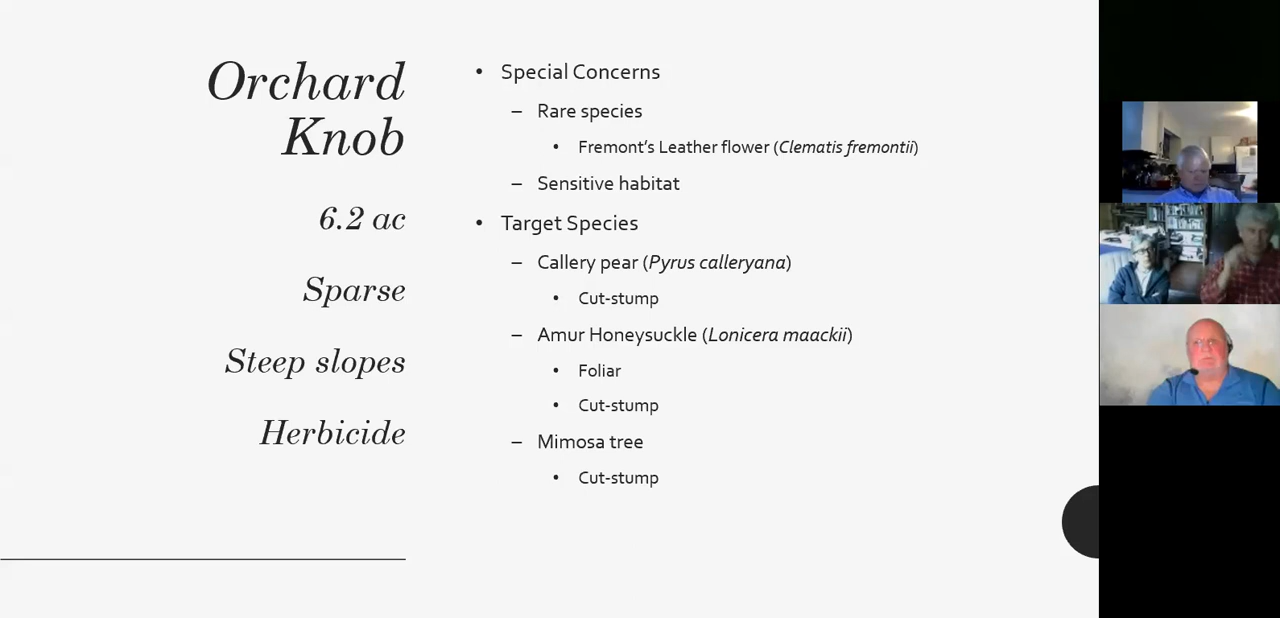 Orchard
Knob
6.2 ac
Sparse
Steep slopes
Herbicide
• Special Concerns
– Rare species
• Fremont's Leather flower (Clematis fremontii)
– Sensitive habitat
• Target Species
– Callery pear (Pyrus calleryana)
• Cut-stump
– Amur Honeysuckle (Lonicera maackii)
• Foliar
• Cut-stump
– Mimosa tree
• Cut-stump